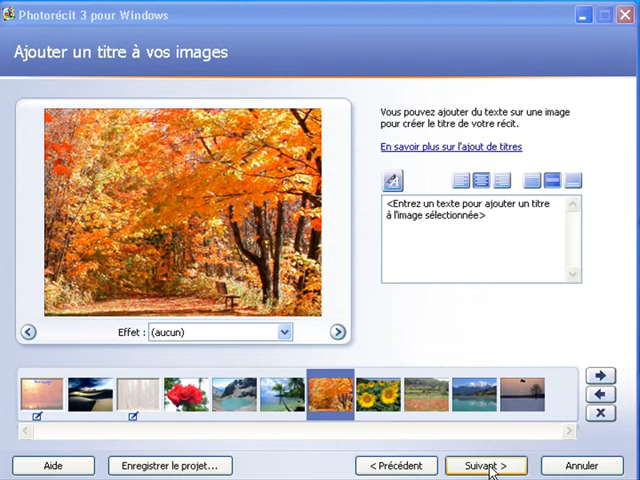 Photorécit 3 pour Windows
Ajouter un titre à vos images
Vous pouvez ajouter du texte sur une image
pour créer le titre de votre récit.
En savoir plus sur l'ajout de titres
<Entrez un texte pour ajouter un titre
à l'image sélectionnée>
Effet : (aucun)
Aide
Enregistrer le projet...
< Précédent
Suivant >
Annuler